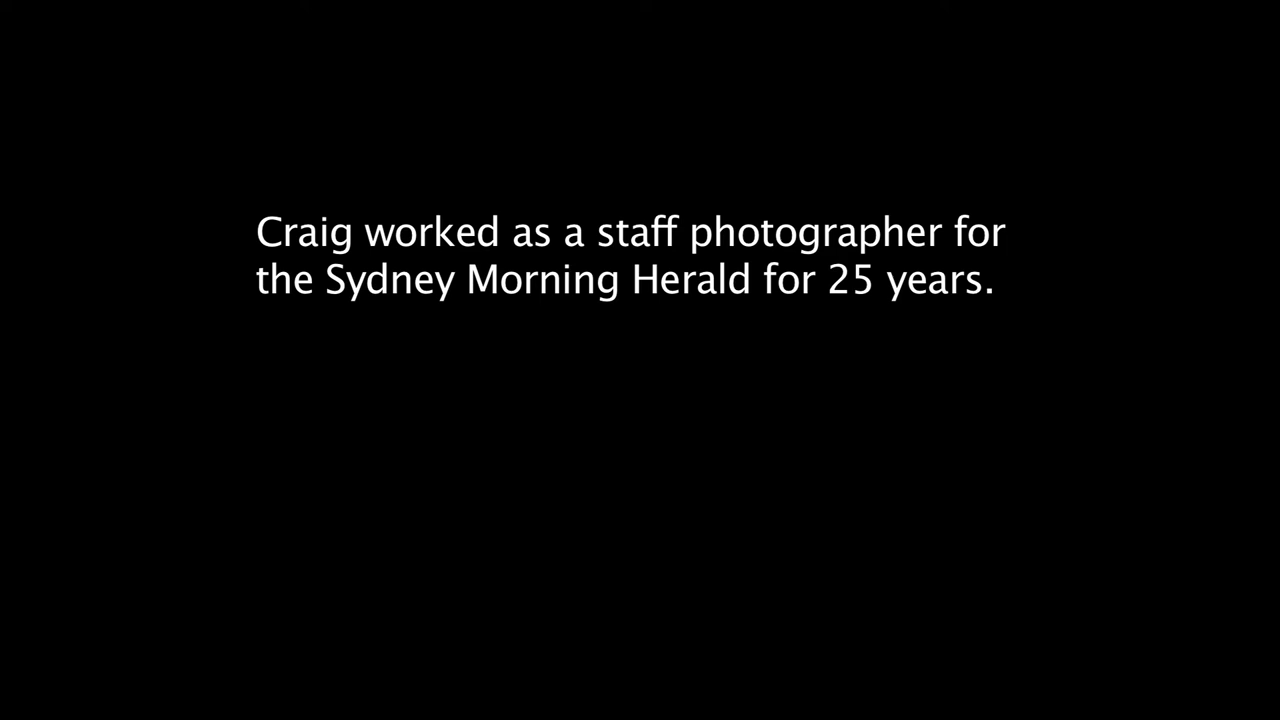 Craig worked as a staff photographer for
the Sydney Morning Herald for 25 years.